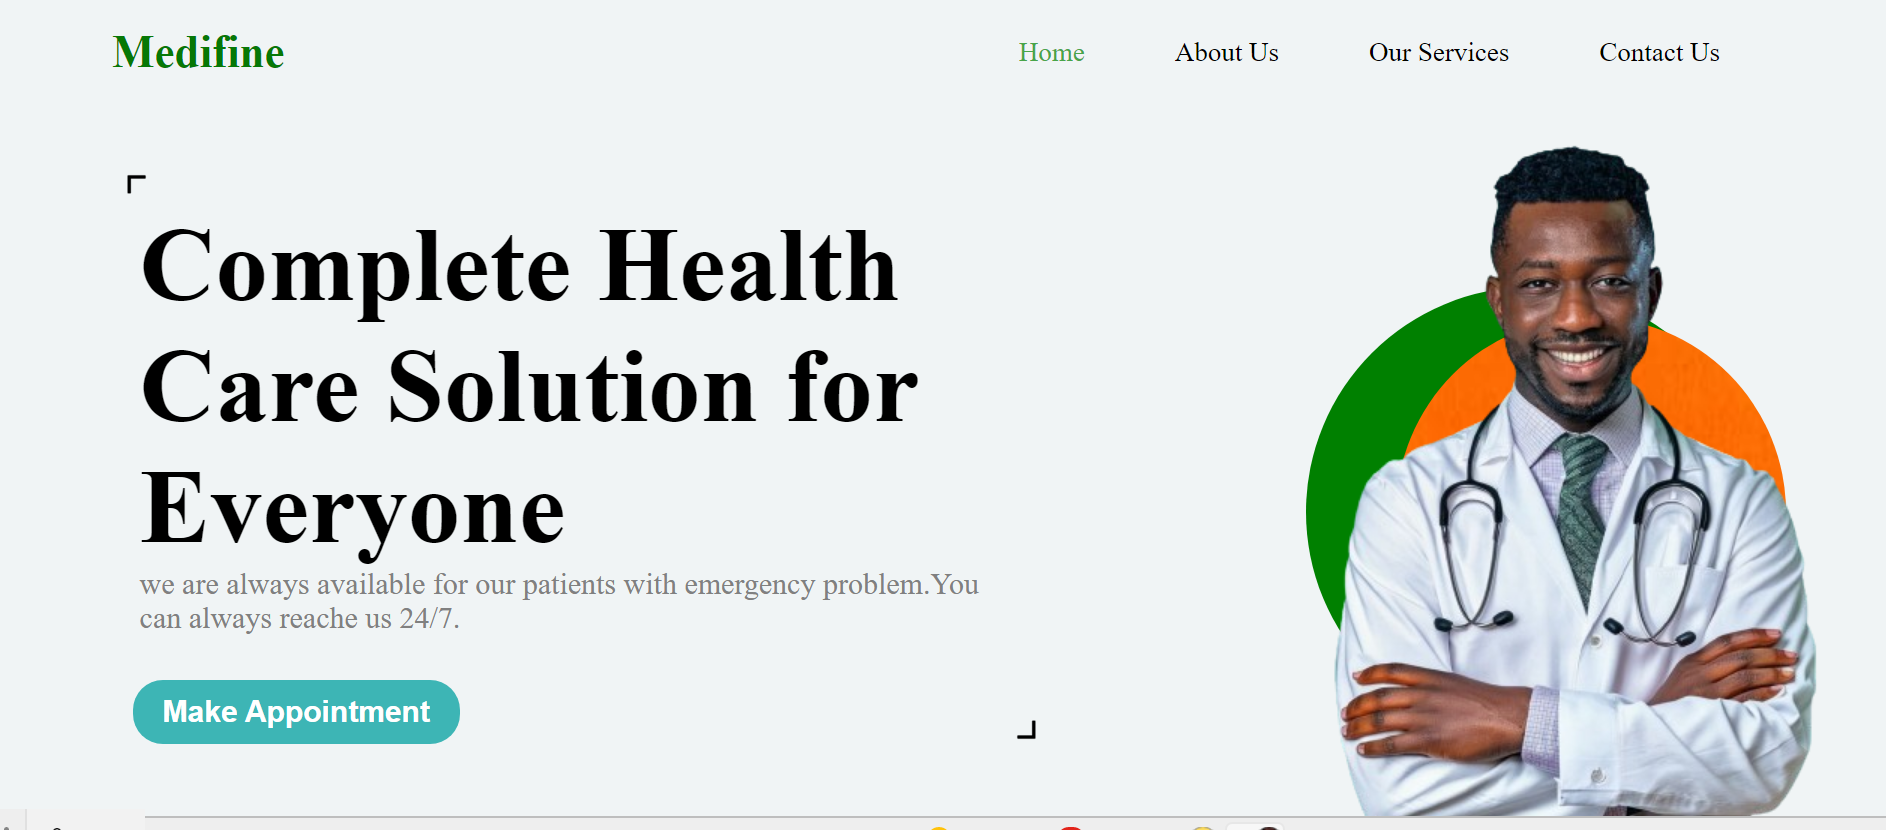 Medifine
Home About Us Our Services Contact Us
Complete Health
Care Solution for
Everyone
we are always available for our patients with emergency problem.You
can always reache us 24/7.
Make Appointment